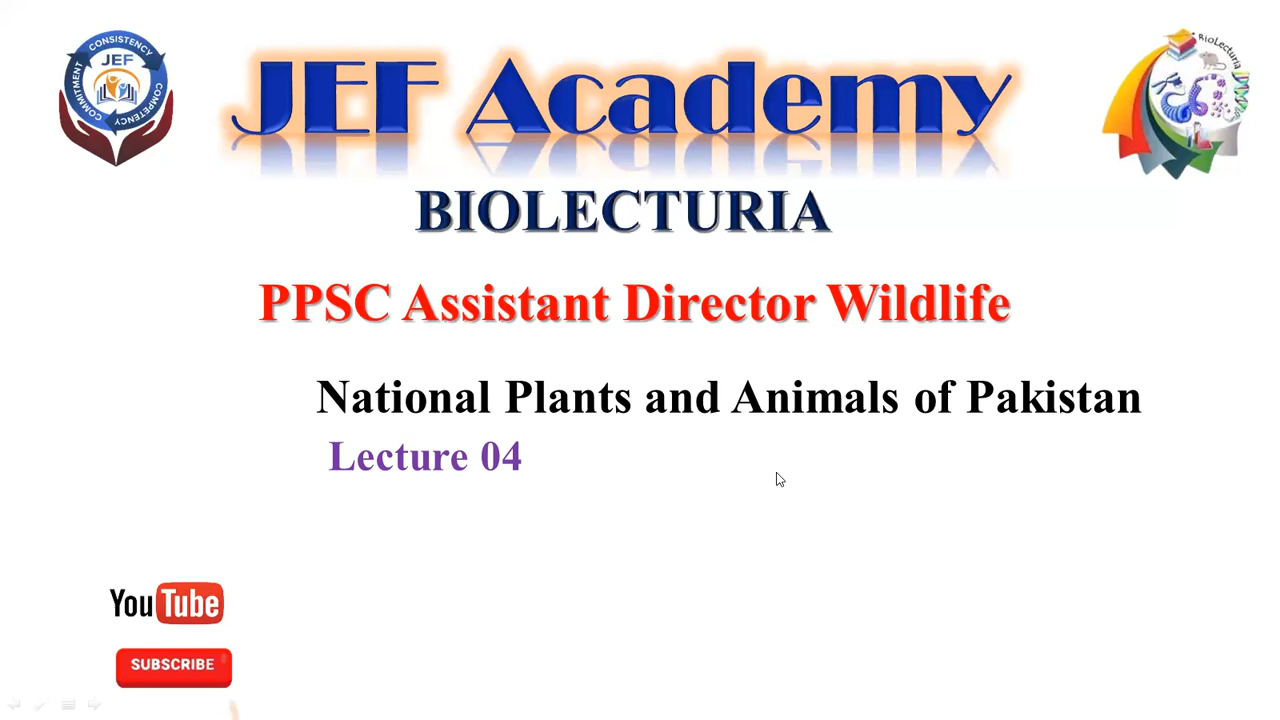 CONSISTENCY
COMMITMENT
COMPETENCY
JEF
JEF Academy
BioLecturia
BIOLECTURIA
PPSC Assistant Director Wildlife
National Plants and Animals of Pakistan
Lecture 04
YouTube
SUBSCRIBE